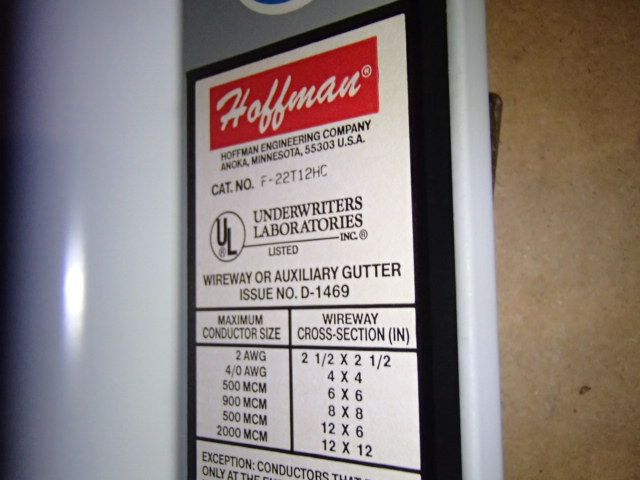 Hoffman®
HOFFMAN ENGINEERING COMPANY
ANOKA, MINNESOTA, 55303 U.S.A.
CAT. NO. F-22T12HC
UL ®
UNDERWRITERS
LABORATORIES
INC.®
LISTED
WIREWAY OR AUXILIARY GUTTER
ISSUE NO. D-1469
MAXIMUM CONDUCTOR SIZE | WIREWAY CROSS-SECTION (IN)
2 AWG | 2 1/2 X 2 1/2
4/0 AWG | 4 X 4
500 MCM | 6 X 6
900 MCM | 8 X 8
500 MCM | 12 X 6
2000 MCM | 12 X 12
EXCEPTION: CONDUCTORS THAT
ONLY AT THE